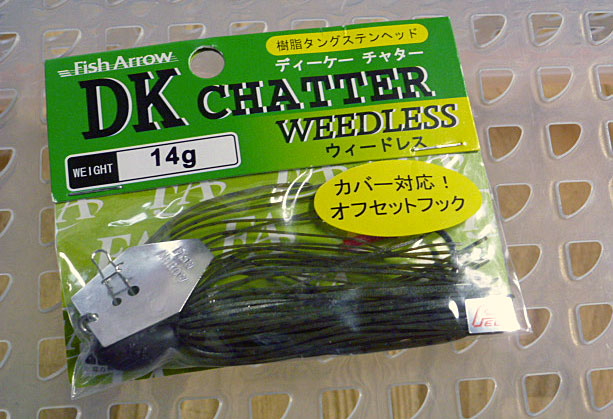 Fish Arrow
樹脂タングステンヘッド
ディーケー チャター
DK CHATTER
WEEDLESS
ウィードレス
WEIGHT 14g
カバー対応！
オフセットフック